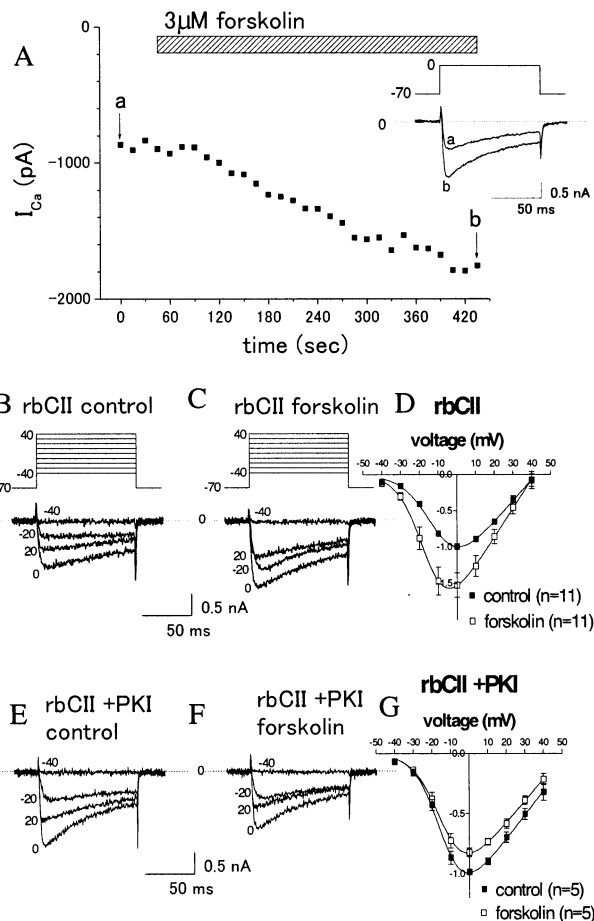 A
3μM forskolin
0
-1000
-2000
I_Ca (pA)
a
b
0 60 120 180 240 300 360 420
time (sec)
0
-70
0
a
b
0.5 nA
50 ms
B rbCII control
40
-40
-70
-40
-20
20
0
0.5 nA
50 ms
C rbCII forskolin
40
-40
-70
0
-40
-20
20
0
D rbCII
voltage (mV)
-50 -40 -30 -20 -10 0 10 20 30 40 50
0.0
-0.5
-1.0
-1.5
control (n=11)
forskolin (n=11)
E rbCII +PKI
control
-40
-20
20
0
0.5 nA
50 ms
F rbCII +PKI
forskolin
0
-40
-20
20
0
G rbCII +PKI
voltage (mV)
-50 -40 -30 -20 -10 0 10 20 30 40 50
0.0
-0.5
-1.0
control (n=5)
forskolin (n=5)